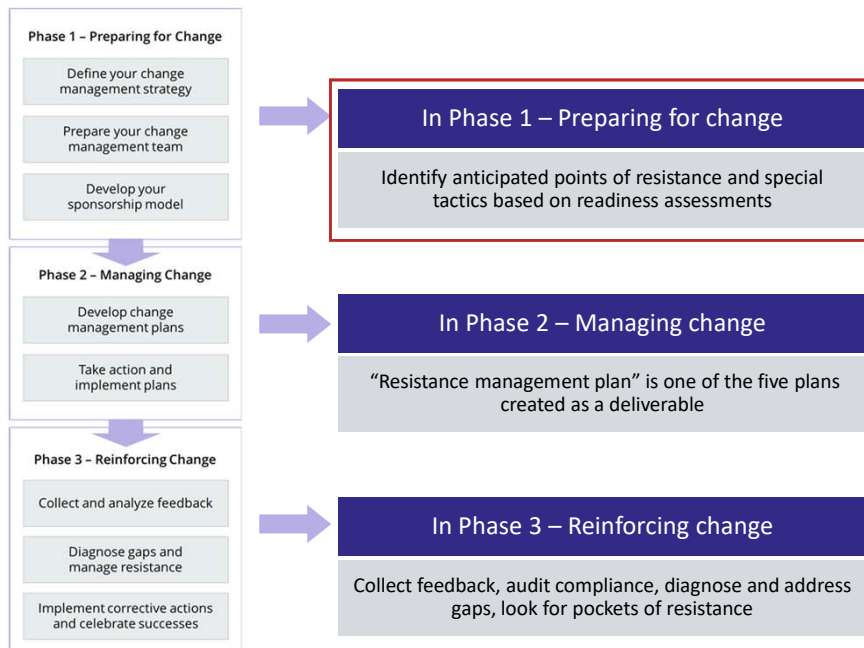 Phase 1 – Preparing for Change
Define your change
management strategy
Prepare your change
management team
Develop your
sponsorship model
In Phase 1 – Preparing for change
Identify anticipated points of resistance and special
tactics based on readiness assessments
Phase 2 – Managing Change
Develop change
management plans
Take action and
implement plans
In Phase 2 – Managing change
“Resistance management plan” is one of the five plans
created as a deliverable
Phase 3 – Reinforcing Change
Collect and analyze feedback
Diagnose gaps and
manage resistance
Implement corrective actions
and celebrate successes
In Phase 3 – Reinforcing change
Collect feedback, audit compliance, diagnose and address
gaps, look for pockets of resistance